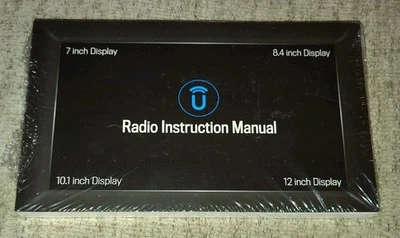 7 inch Display
8.4 inch Display
Radio Instruction Manual
10.1 inch Display
12 inch Display